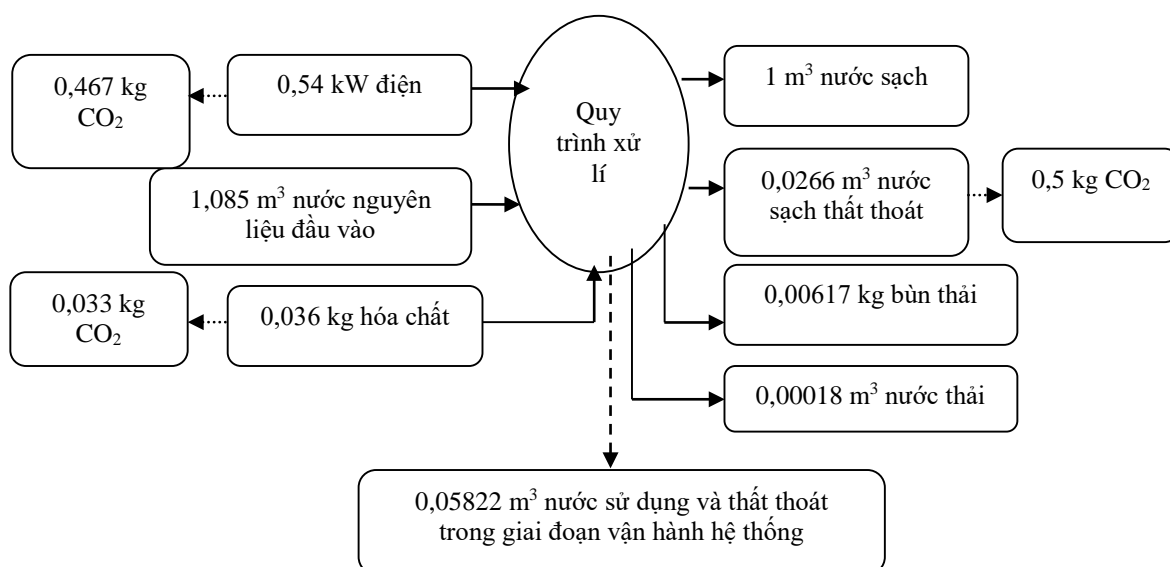 0,467 kg
CO₂
0,54 kW điện
Quy
trình xử
lí
1 m³ nước sạch
1,085 m³ nước nguyên
liệu đầu vào
0,0266 m³ nước
sạch thất thoát
0,5 kg CO₂
0,033 kg
CO₂
0,036 kg hóa chất
0,00617 kg bùn thải
0,00018 m³ nước thải
0,05822 m³ nước sử dụng và thất thoát
trong giai đoạn vận hành hệ thống